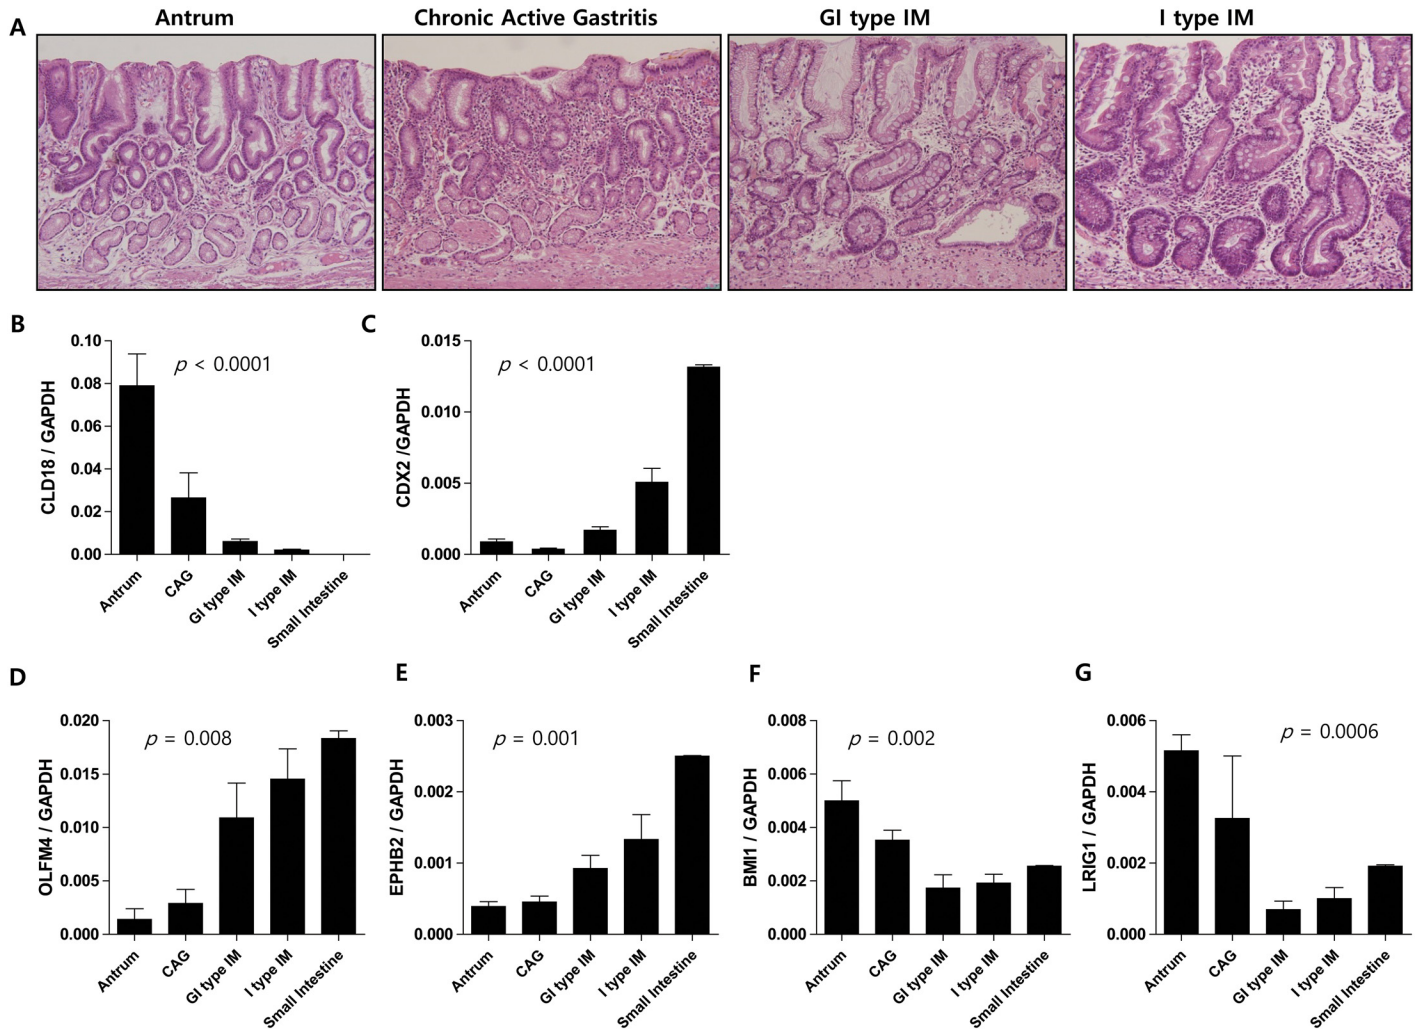 A
Antrum
Chronic Active Gastritis
GI type IM
I type IM
B
CLD18 / GAPDH
0.10
0.08
0.06
0.04
0.02
0.00
p < 0.0001
Antrum
CAG
GI type IM
I type IM
Small Intestine
C
CDX2 /GAPDH
0.015
0.010
0.005
0.000
p < 0.0001
Antrum
CAG
GI type IM
I type IM
Small Intestine
D
OLFM4 / GAPDH
0.020
0.015
0.010
0.005
0.000
p = 0.008
Antrum
CAG
GI type IM
I type IM
Small Intestine
E
EPHB2 / GAPDH
0.003
0.002
0.001
0.000
p = 0.001
Antrum
CAG
GI type IM
I type IM
Small Intestine
F
BMI1 / GAPDH
0.008
0.006
0.004
0.002
0.000
p = 0.002
Antrum
CAG
GI type IM
I type IM
Small Intestine
G
LRIG1 / GAPDH
0.006
0.004
0.002
0.000
p = 0.0006
Antrum
CAG
GI type IM
I type IM
Small Intestine